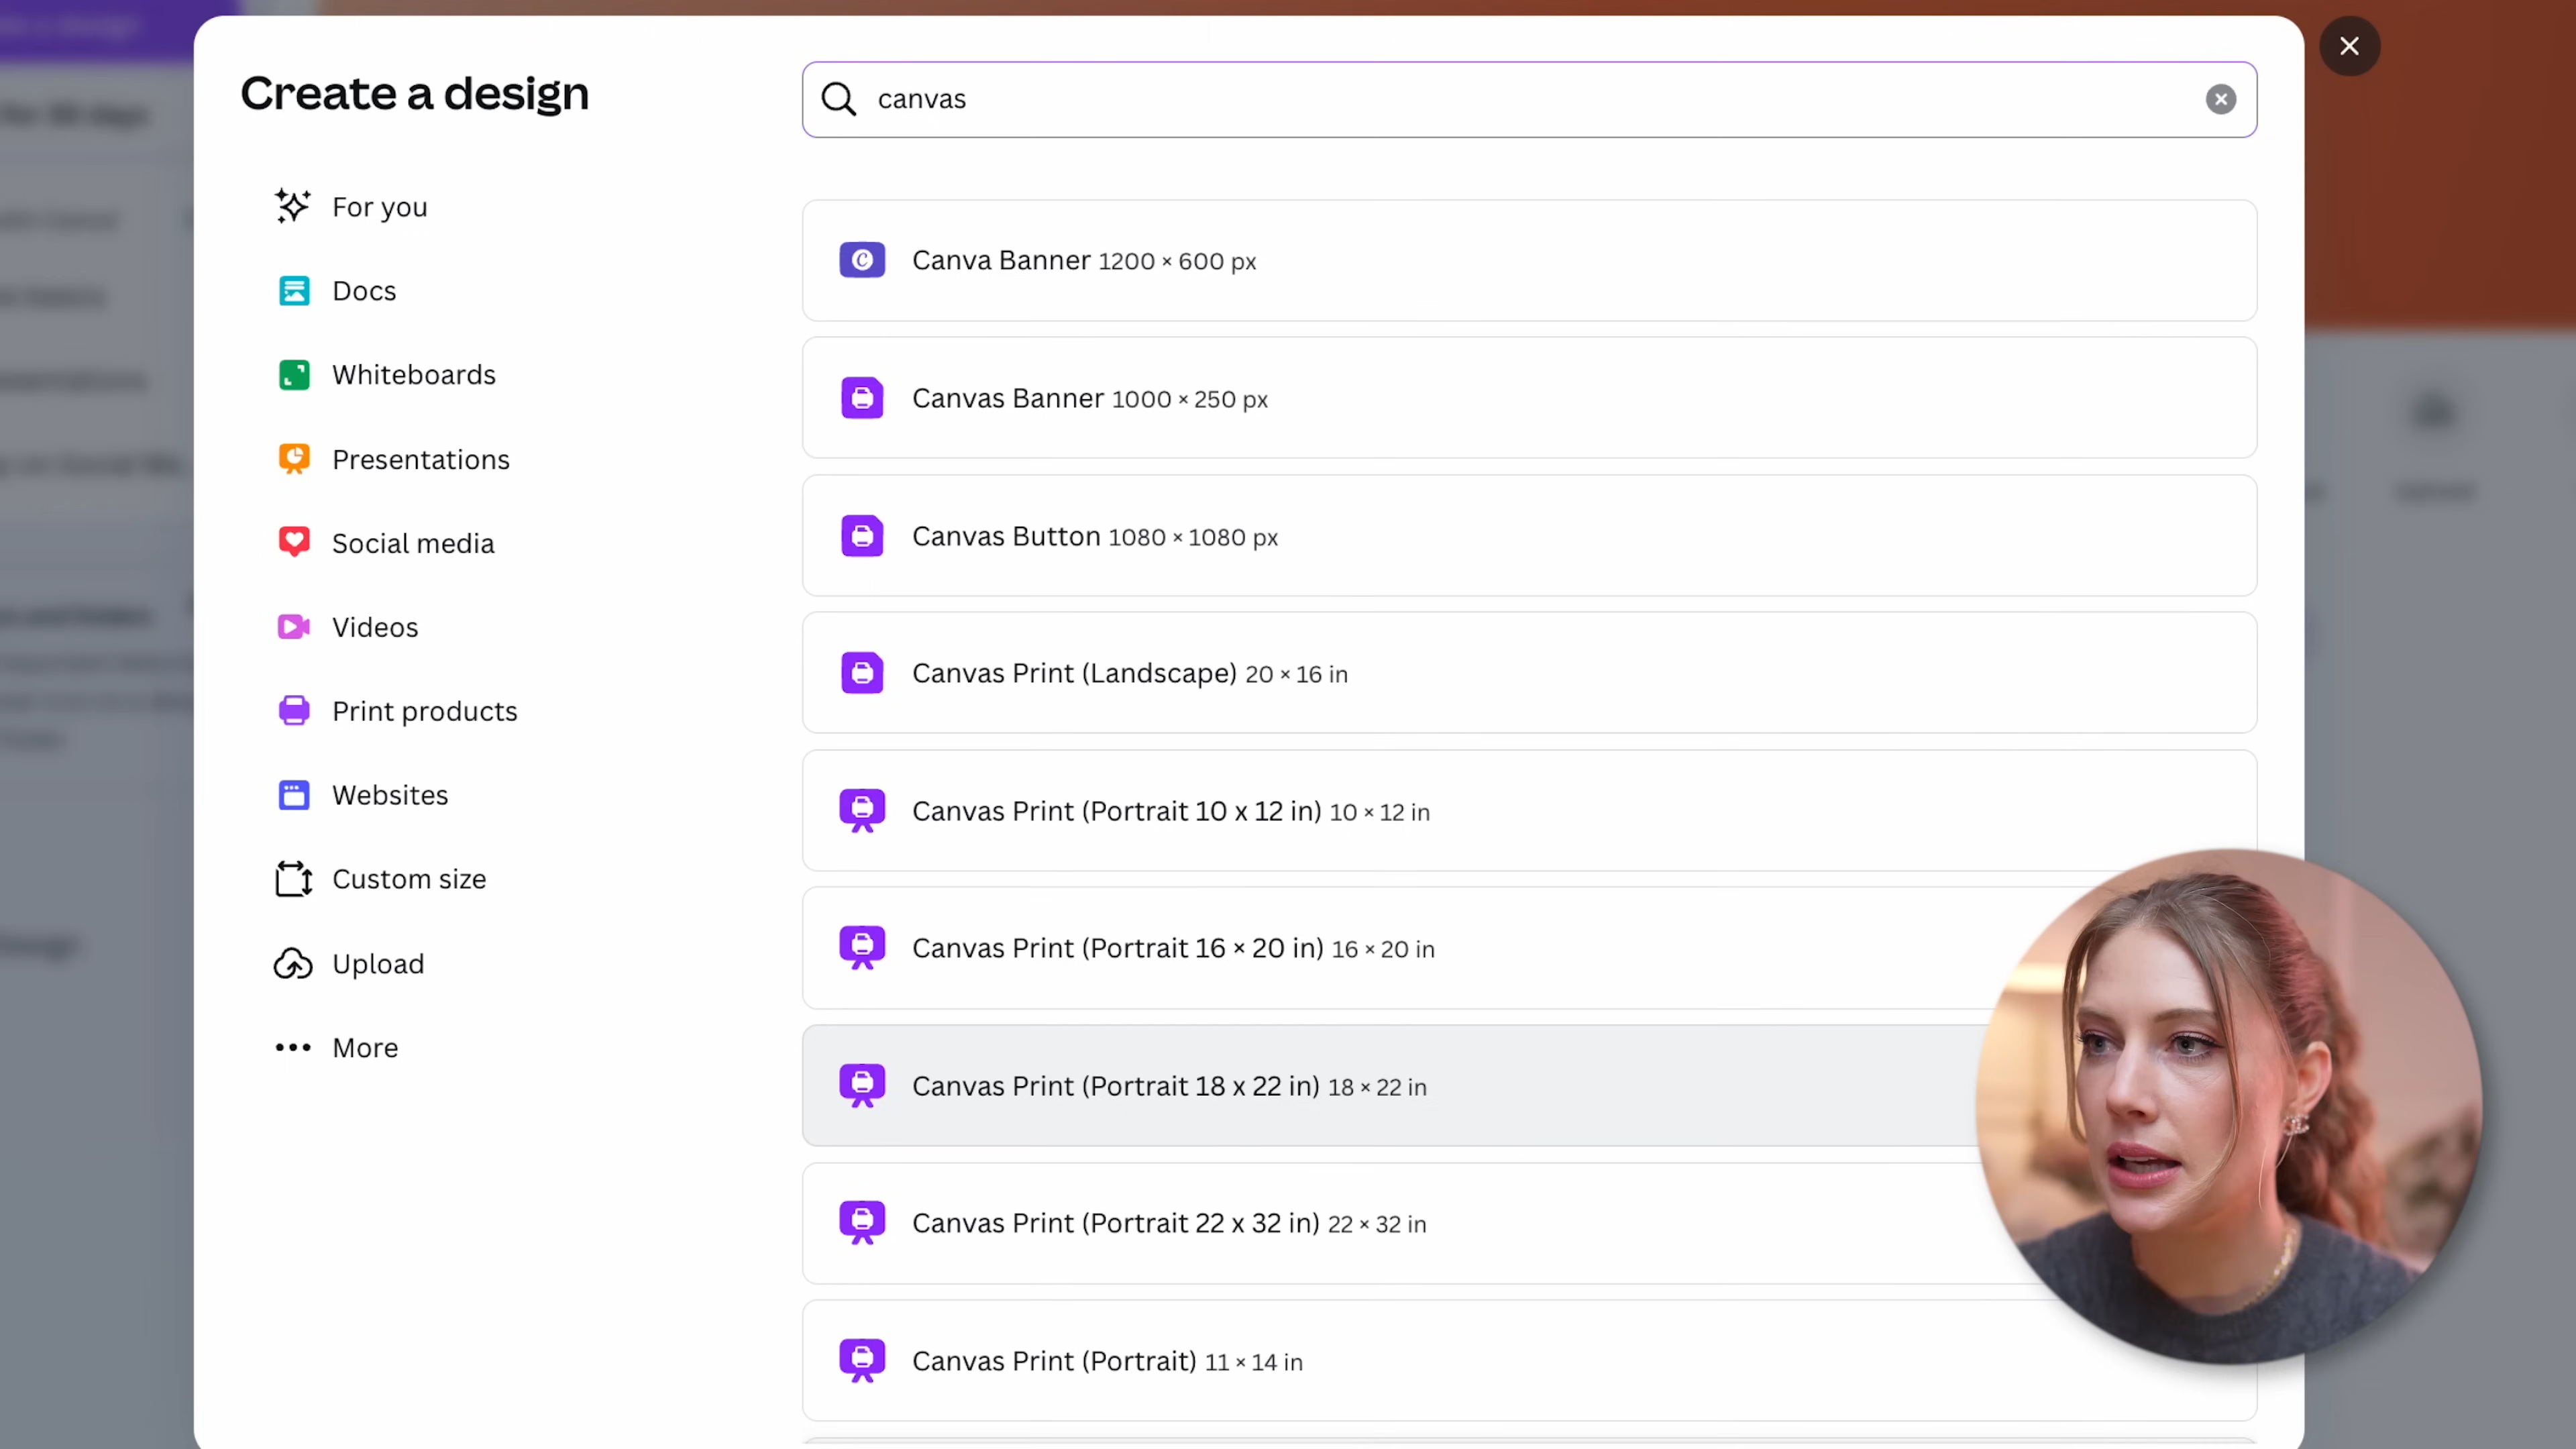 Create a design
canvas
For you
Docs
Whiteboards
Presentations
Social media
Videos
Print products
Websites
Custom size
Upload
More
Canva Banner 1200 × 600 px
Canvas Banner 1000 × 250 px
Canvas Button 1080 × 1080 px
Canvas Print (Landscape) 20 × 16 in
Canvas Print (Portrait 10 x 12 in) 10 × 12 in
Canvas Print (Portrait 16 × 20 in) 16 × 20 in
Canvas Print (Portrait 18 x 22 in) 18 × 22 in
Canvas Print (Portrait 22 x 32 in) 22 × 32 in
Canvas Print (Portrait) 11 × 14 in